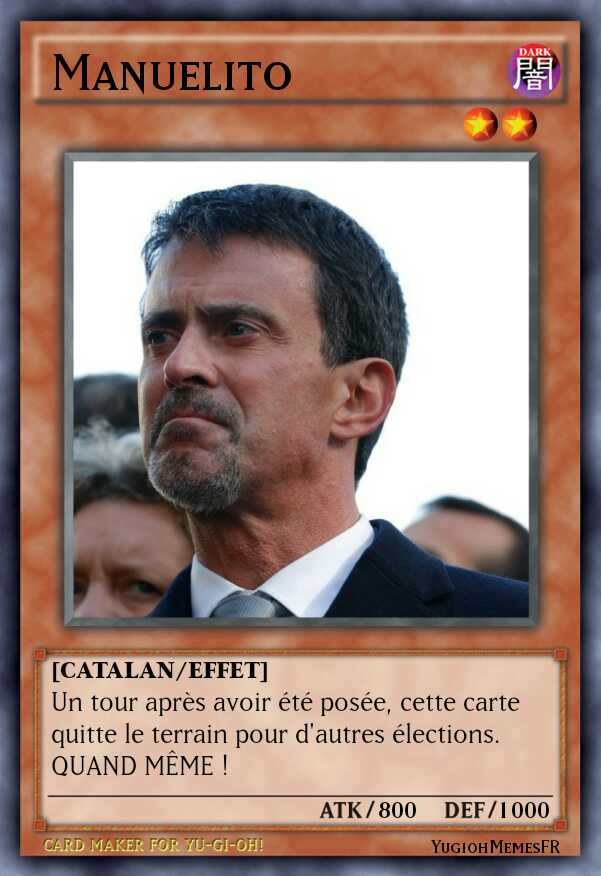 Manuelito
DARK
闇
[CATALAN/EFFET]
Un tour après avoir été posée, cette carte
quitte le terrain pour d'autres élections.
QUAND MÊME !
ATK/800 DEF/1000
CARD MAKER FOR YU-GI-OH! YugiohMemesFR